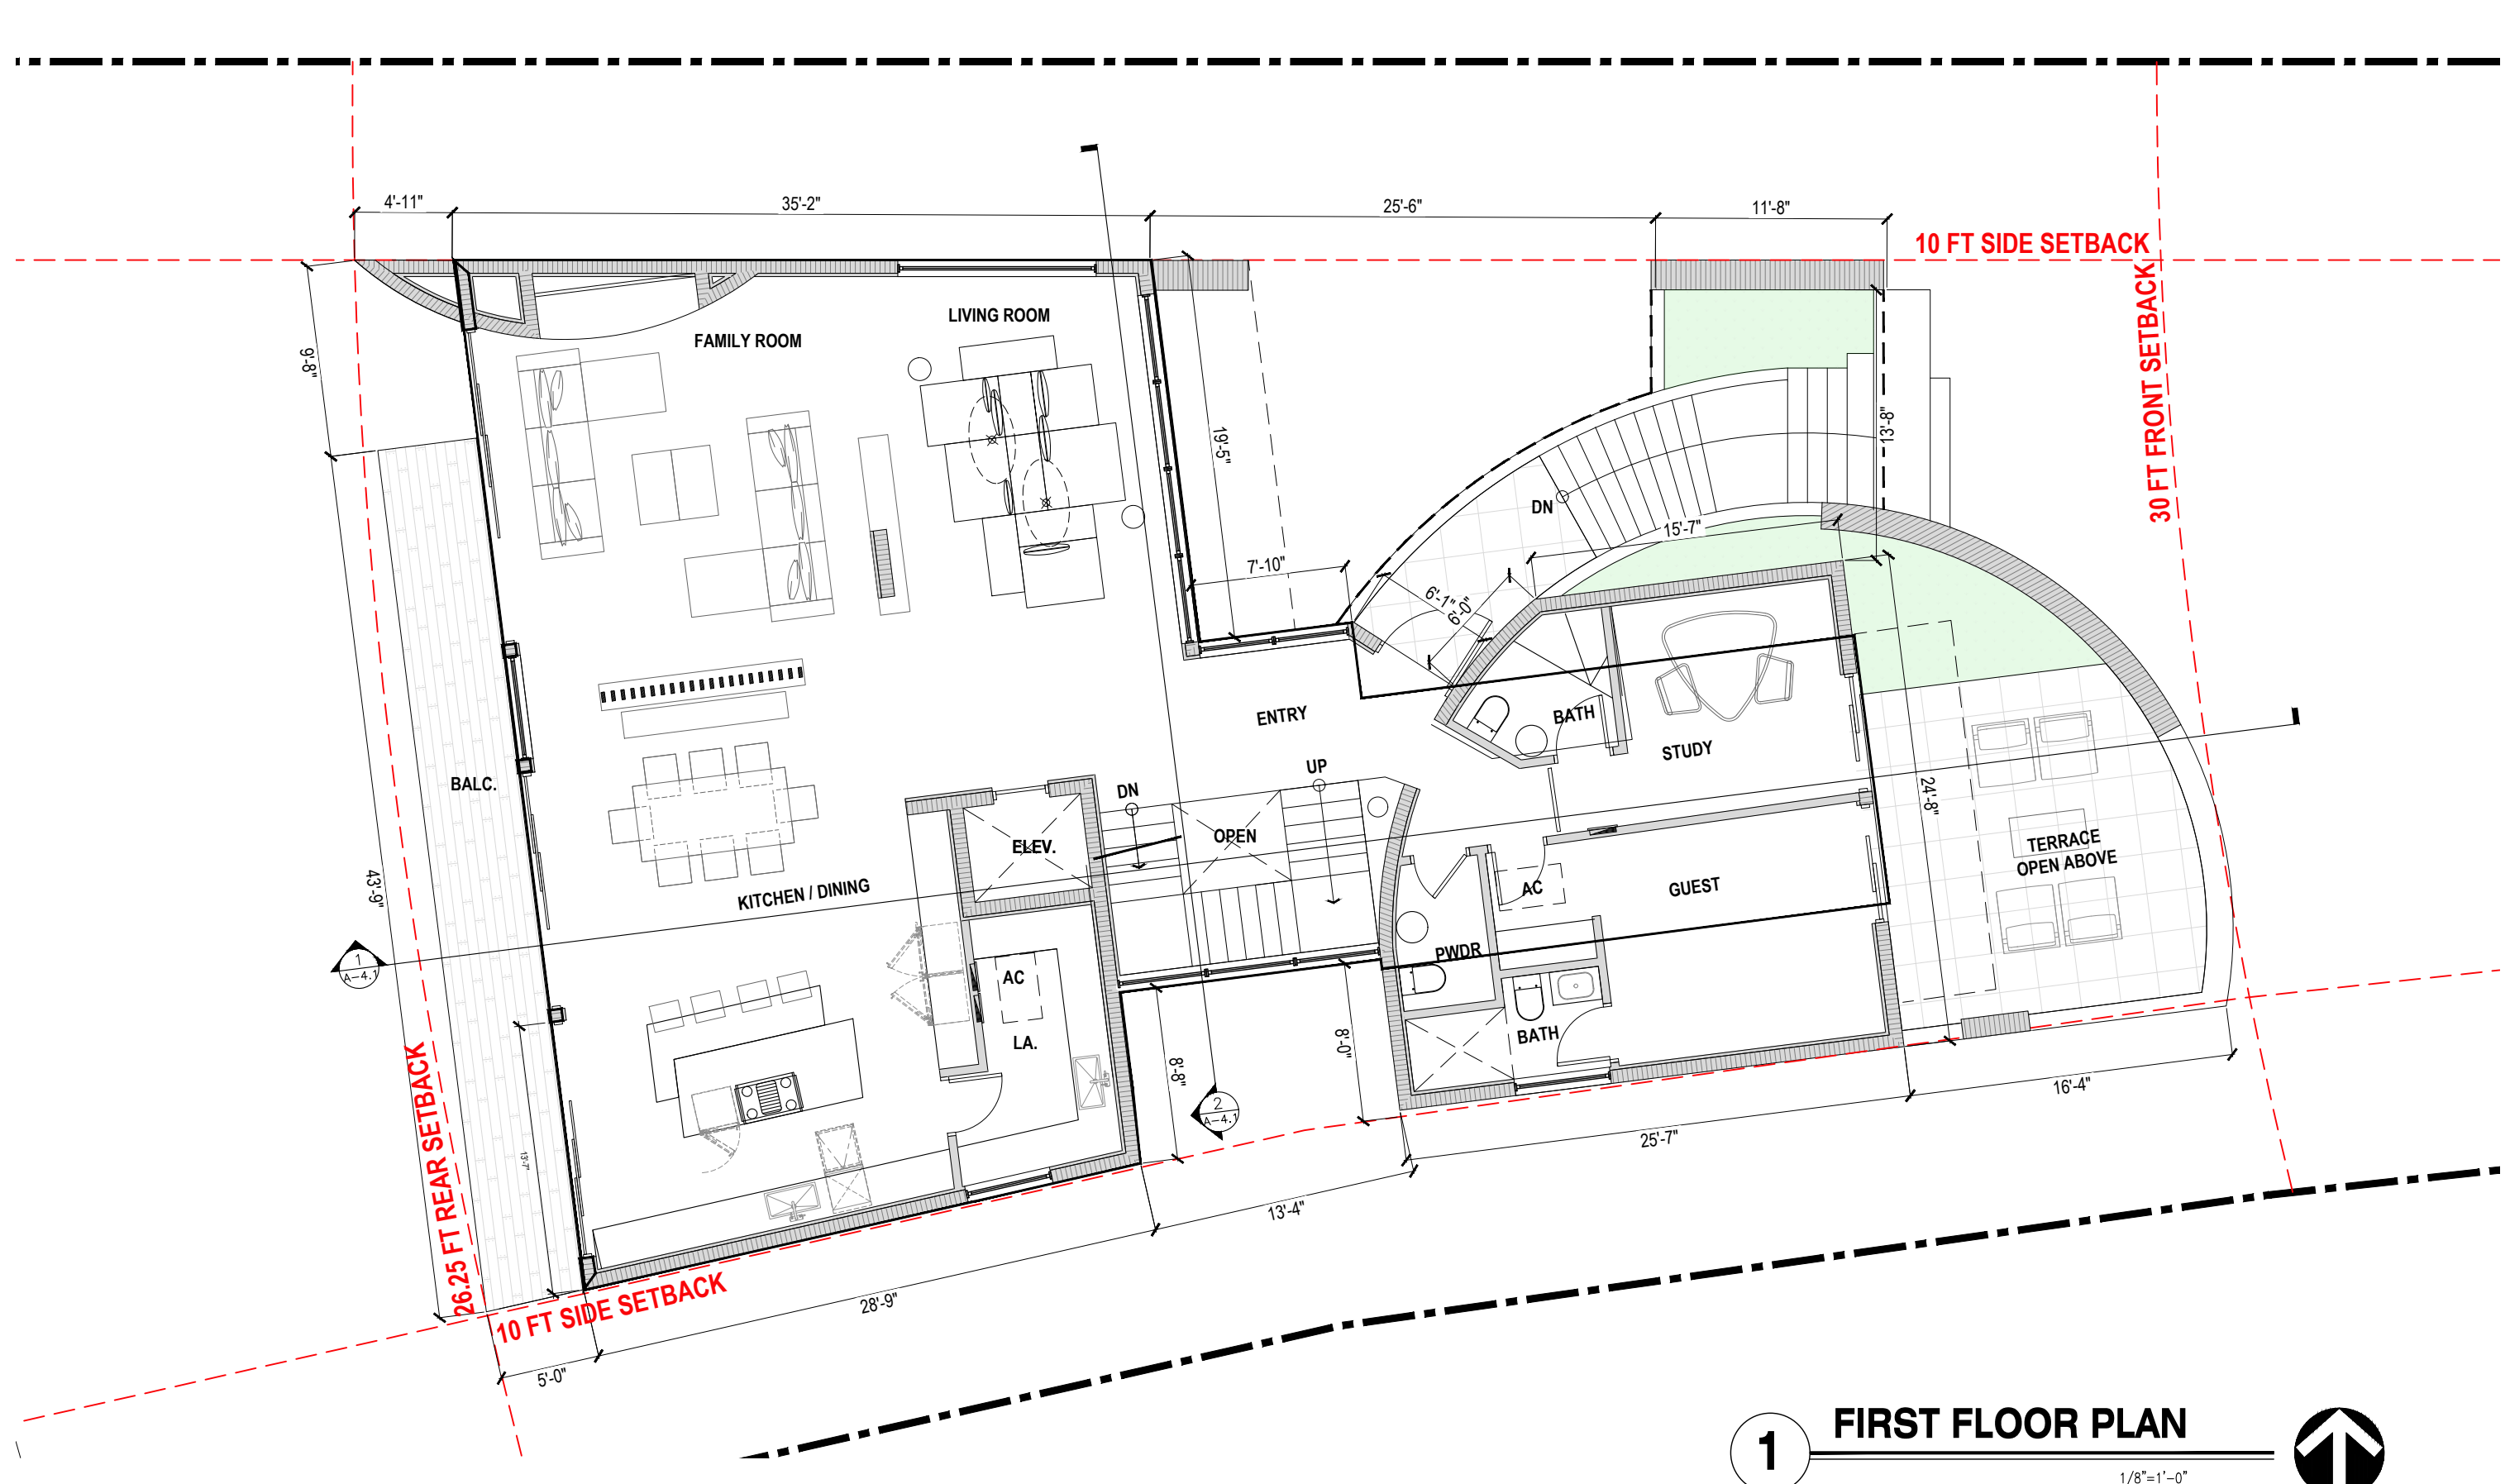 4'-11"
35'-2"
25'-6"
11'-8"
10 FT SIDE SETBACK
30 FT FRONT SETBACK
9'-8"
FAMILY ROOM
LIVING ROOM
19'-5"
13'-8"
DN
15'-7"
7'-10"
6'-1"
6'-0"
ENTRY
BATH
STUDY
BALC.
DN
UP
ELEV.
OPEN
24'-8"
TERRACE
OPEN ABOVE
43'-9"
KITCHEN / DINING
AC
GUEST
PWDR
1
A-4.1
AC
LA.
BATH
8'-0"
8'-8"
2
A-4.1
16'-4"
25'-7"
13'-7"
26.25 FT REAR SETBACK
13'-4"
28'-9"
10 FT SIDE SETBACK
5'-0"
1
FIRST FLOOR PLAN
1/8"=1'-0"